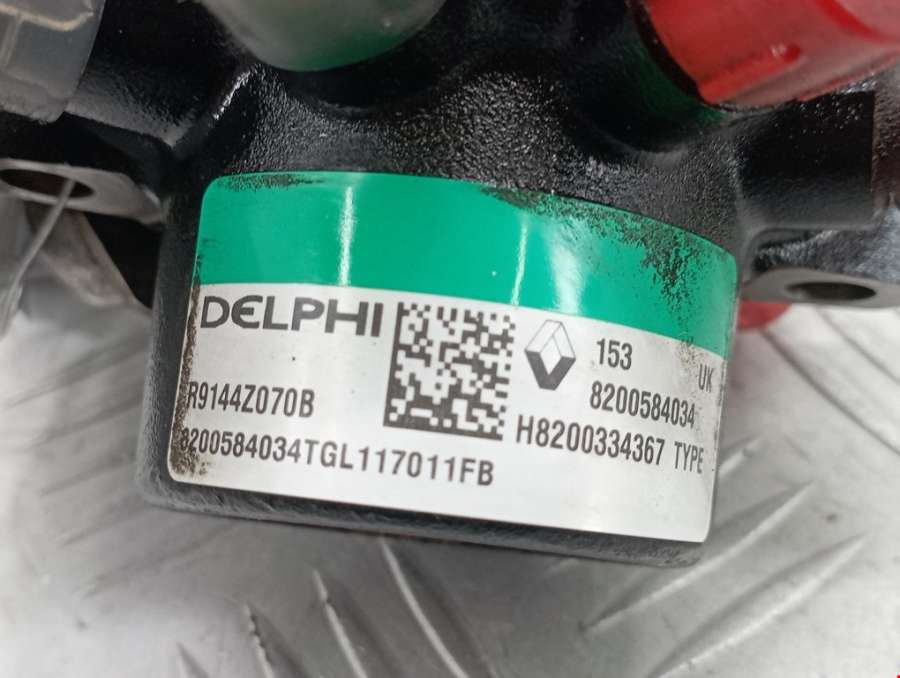 DELPHI
153
UK
R9144Z070B
8200584034
H8200334367 TYPE
8200584034TGL117011FB